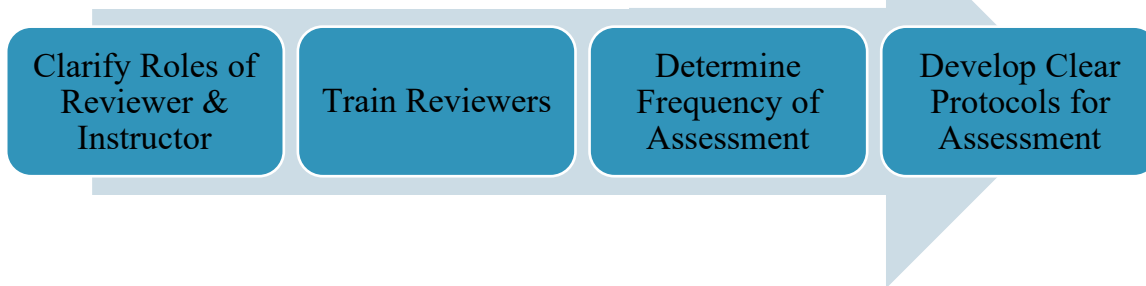 Clarify Roles of
Reviewer &
Instructor
Train Reviewers
Determine
Frequency of
Assessment
Develop Clear
Protocols for
Assessment